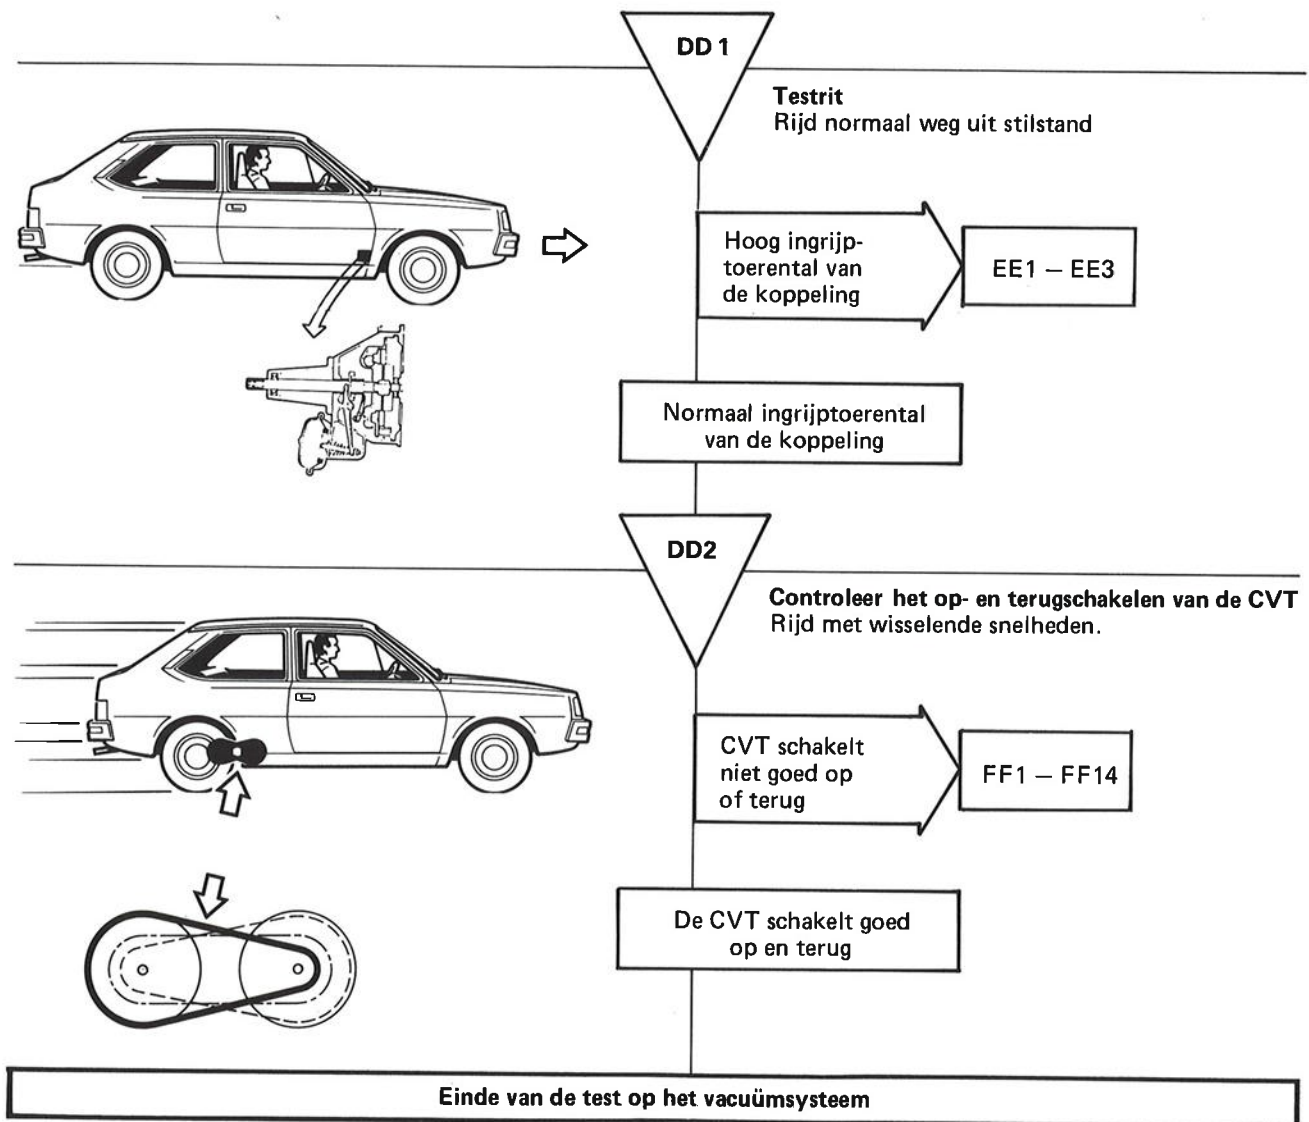 DD 1
Testrit
Rijd normaal weg uit stilstand
Hoog ingrijp-
toerental van
de koppeling
EE1 – EE3
Normaal ingrijptoerental
van de koppeling
DD2
Controleer het op- en terugschakelen van de CVT
Rijd met wisselende snelheden.
CVT schakelt
niet goed op
of terug
FF1 – FF14
De CVT schakelt goed
op en terug
Einde van de test op het vacuümsysteem